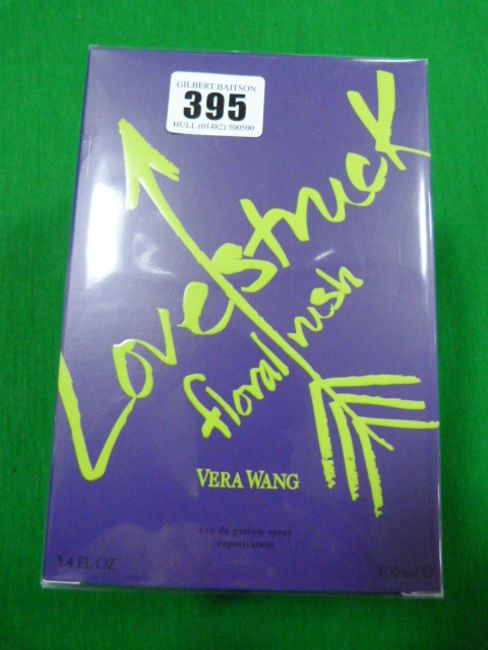 GILBERT BAITSON
395
HULL (01482) 500500
Lovestruck
floral rush
VERA WANG
eau de parfum spray
vaporisateur
3.4 FL OZ
100 ml e